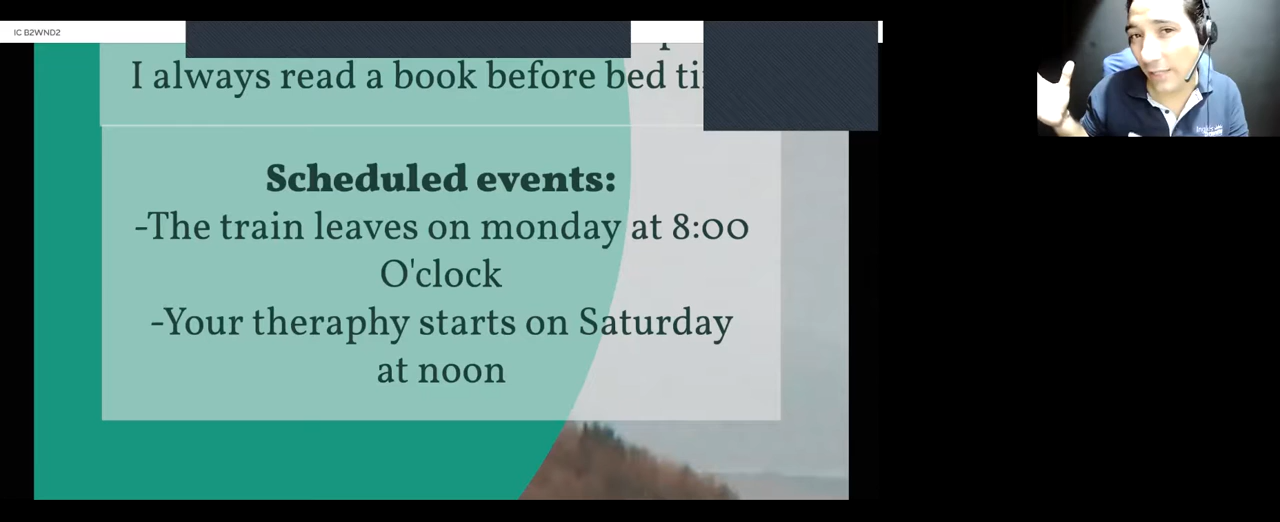 IC B2WND2
I always read a book before bed
Scheduled events:
-The train leaves on monday at 8:00
O'clock
-Your theraphy starts on Saturday
at noon